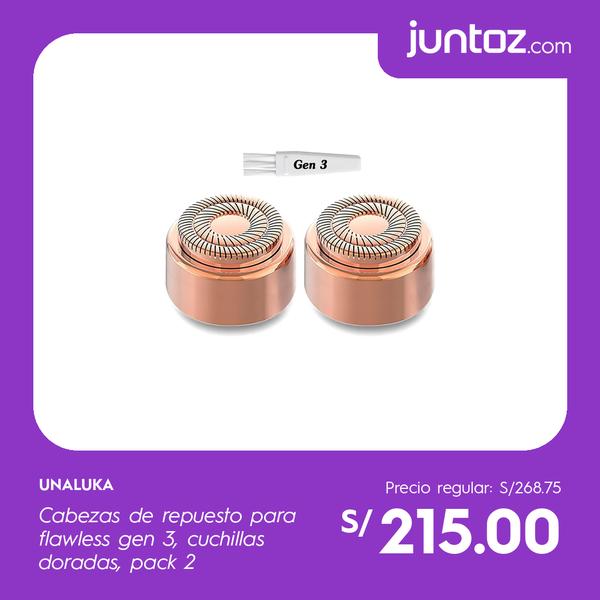 juntoz.com
Gen 3
UNALUKA
Cabezas de repuesto para
flawless gen 3, cuchillas
doradas, pack 2
Precio regular: S/268.75
S/215.00